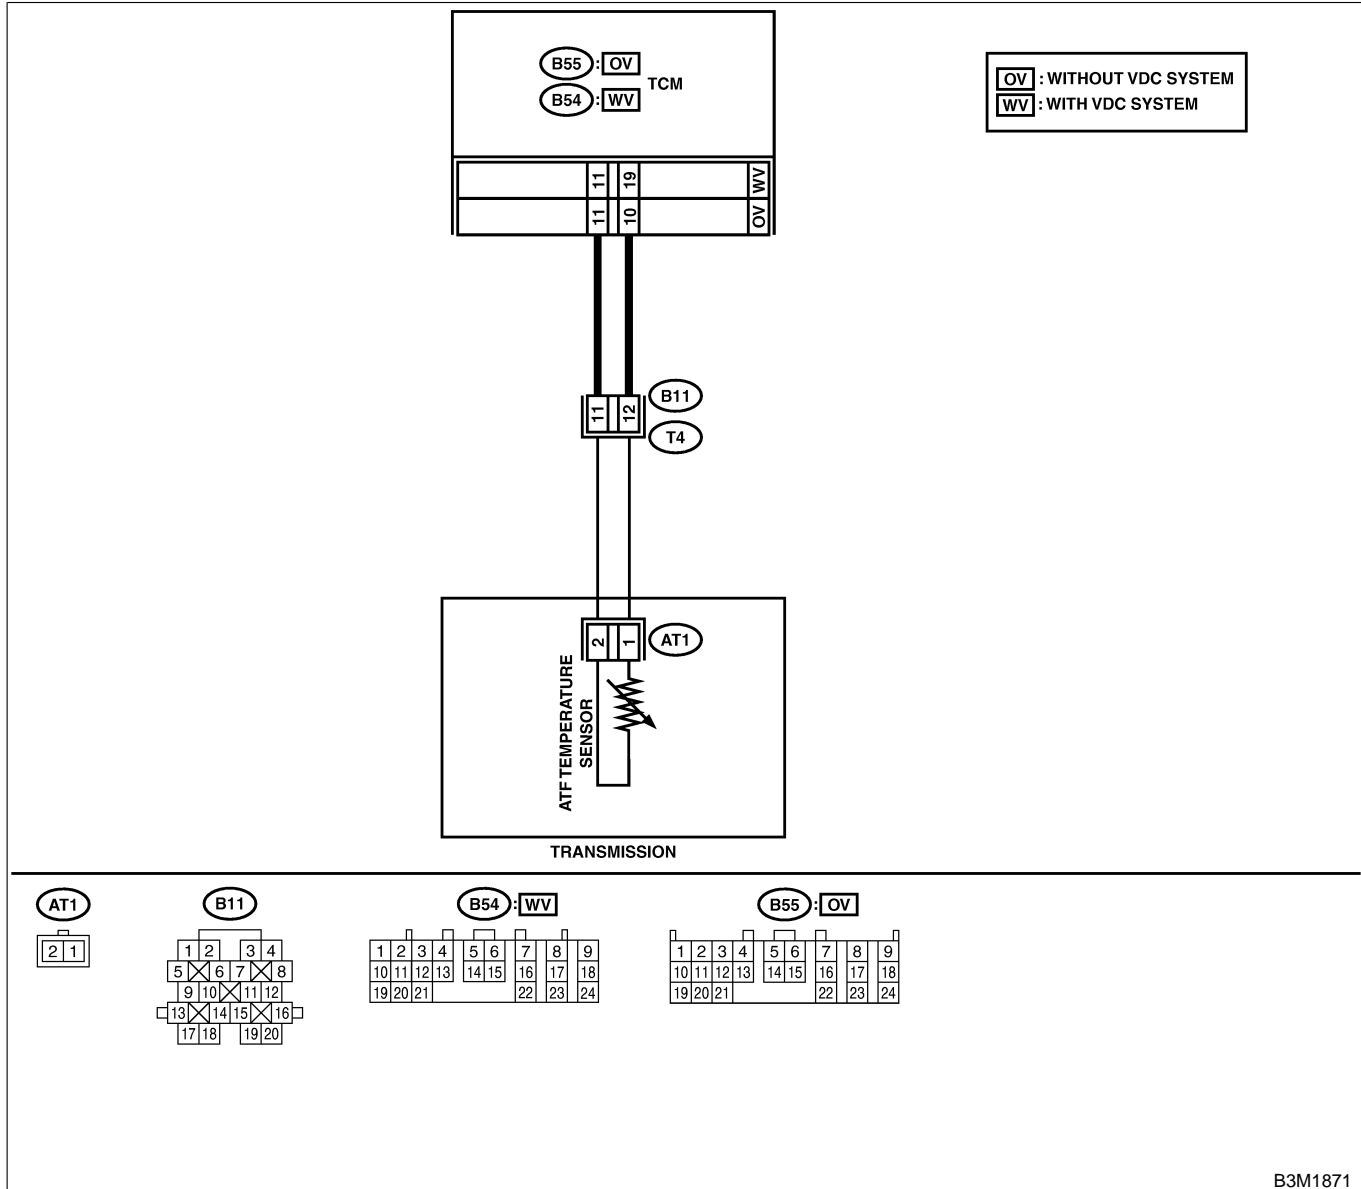 B55 : OV
TCM
B54 : WV
OV : WITHOUT VDC SYSTEM
WV : WITH VDC SYSTEM
11 19 WV
11 10 OV
B11
11 12
T4
2 1
AT1
ATF TEMPERATURE
SENSOR
TRANSMISSION
AT1
2 1
B11
1 2 3 4
5 6 7 8
9 10 11 12
13 14 15 16
17 18 19 20
B54 : WV
1 2 3 4 5 6 7 8 9
10 11 12 13 14 15 16 17 18
19 20 21 22 23 24
B55 : OV
1 2 3 4 5 6 7 8 9
10 11 12 13 14 15 16 17 18
19 20 21 22 23 24
B3M1871